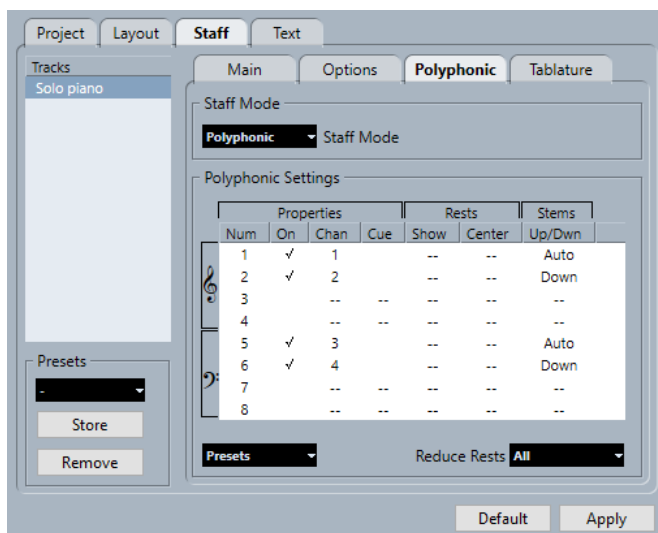 Project Layout Staff Text
Tracks
Solo piano
Main Options Polyphonic Tablature
Staff Mode
Polyphonic Staff Mode
Polyphonic Settings
Properties Rests Stems
Num On Chan Cue Show Center Up/Dwn
1 √ 1 -- -- Auto
2 √ 2 -- -- Down
3 -- -- -- -- --
4 -- -- -- -- --
5 √ 3 -- -- Auto
6 √ 4 -- -- Down
7 -- -- -- -- --
8 -- -- -- -- --
Presets
-
Store
Remove
Presets Reduce Rests All
Default Apply